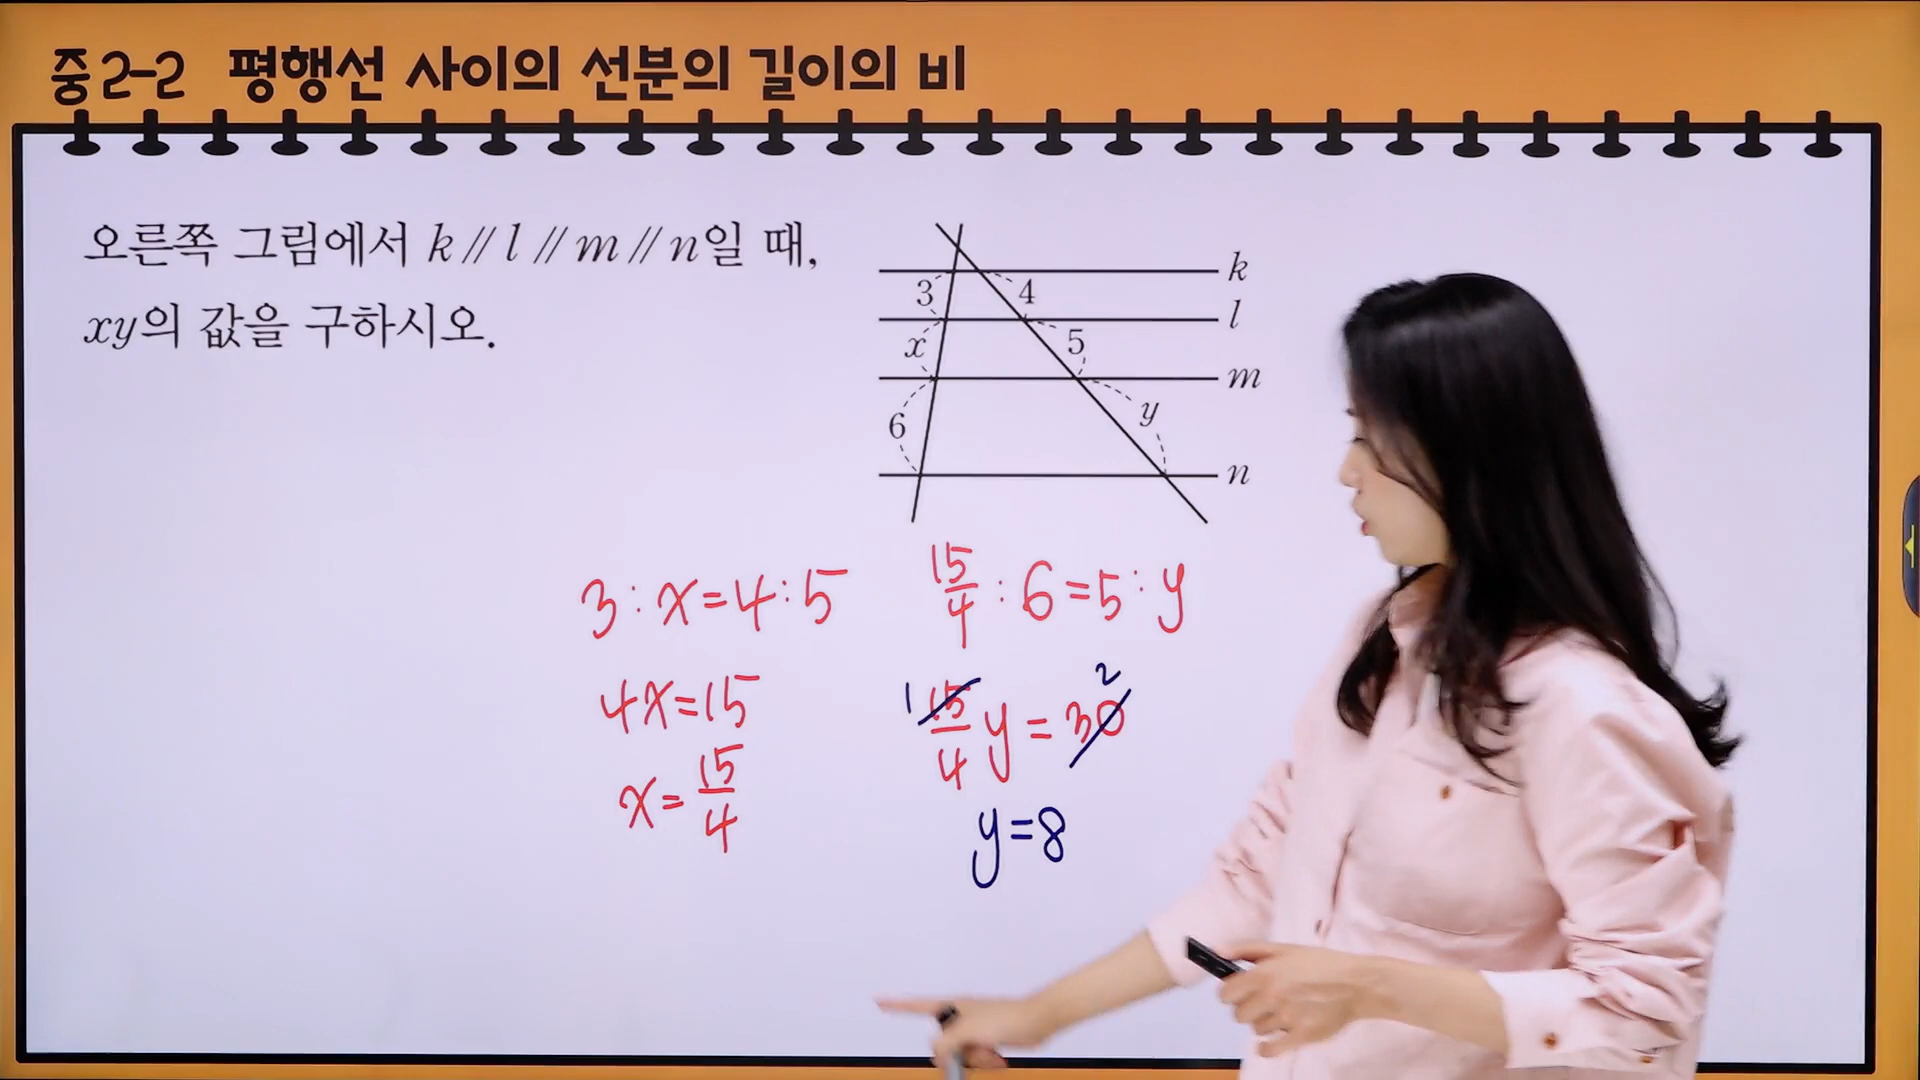 중 2-2 평행선 사이의 선분의 길이의 비
오른쪽 그림에서 k // l // m // n일 때,
xy의 값을 구하시오.
k
3 4
l
x 5
m
6 y
n
3 : x = 4 : 5
4x = 15
x = 15/4
15/4 : 6 = 5 : y
1 15/4 y = 30 2
y = 8